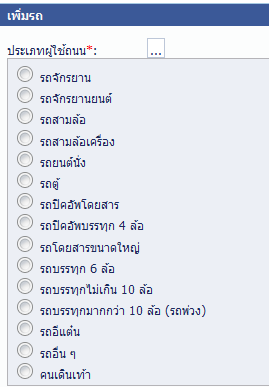 เพิ่มรถ
ประเภทผู้ใช้ถนน*: ...
รถจักรยาน
รถจักรยานยนต์
รถสามล้อ
รถสามล้อเครื่อง
รถยนต์นั่ง
รถตู้
รถปิคอัพโดยสาร
รถปิคอัพบรรทุก 4 ล้อ
รถโดยสารขนาดใหญ่
รถบรรทุก 6 ล้อ
รถบรรทุกไม่เกิน 10 ล้อ
รถบรรทุกมากกว่า 10 ล้อ (รถพ่วง)
รถอีแต๋น
รถอื่น ๆ
คนเดินเท้า